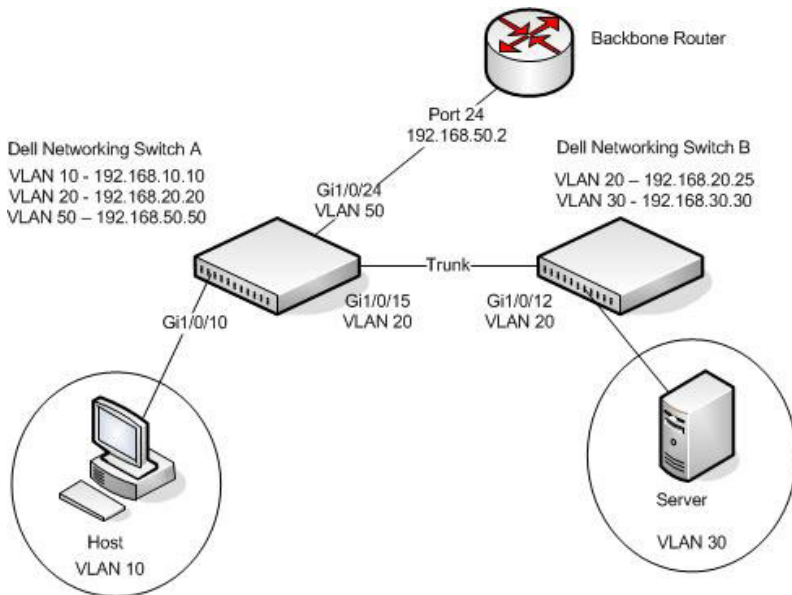 Backbone Router
Port 24
192.168.50.2
Dell Networking Switch A
VLAN 10 - 192.168.10.10
VLAN 20 - 192.168.20.20
VLAN 50 – 192.168.50.50
Dell Networking Switch B
VLAN 20 – 192.168.20.25
VLAN 30 - 192.168.30.30
Gi1/0/24
VLAN 50
Trunk
Gi1/0/15
VLAN 20
Gi1/0/12
VLAN 20
Gi1/0/10
Host
VLAN 10
Server
VLAN 30